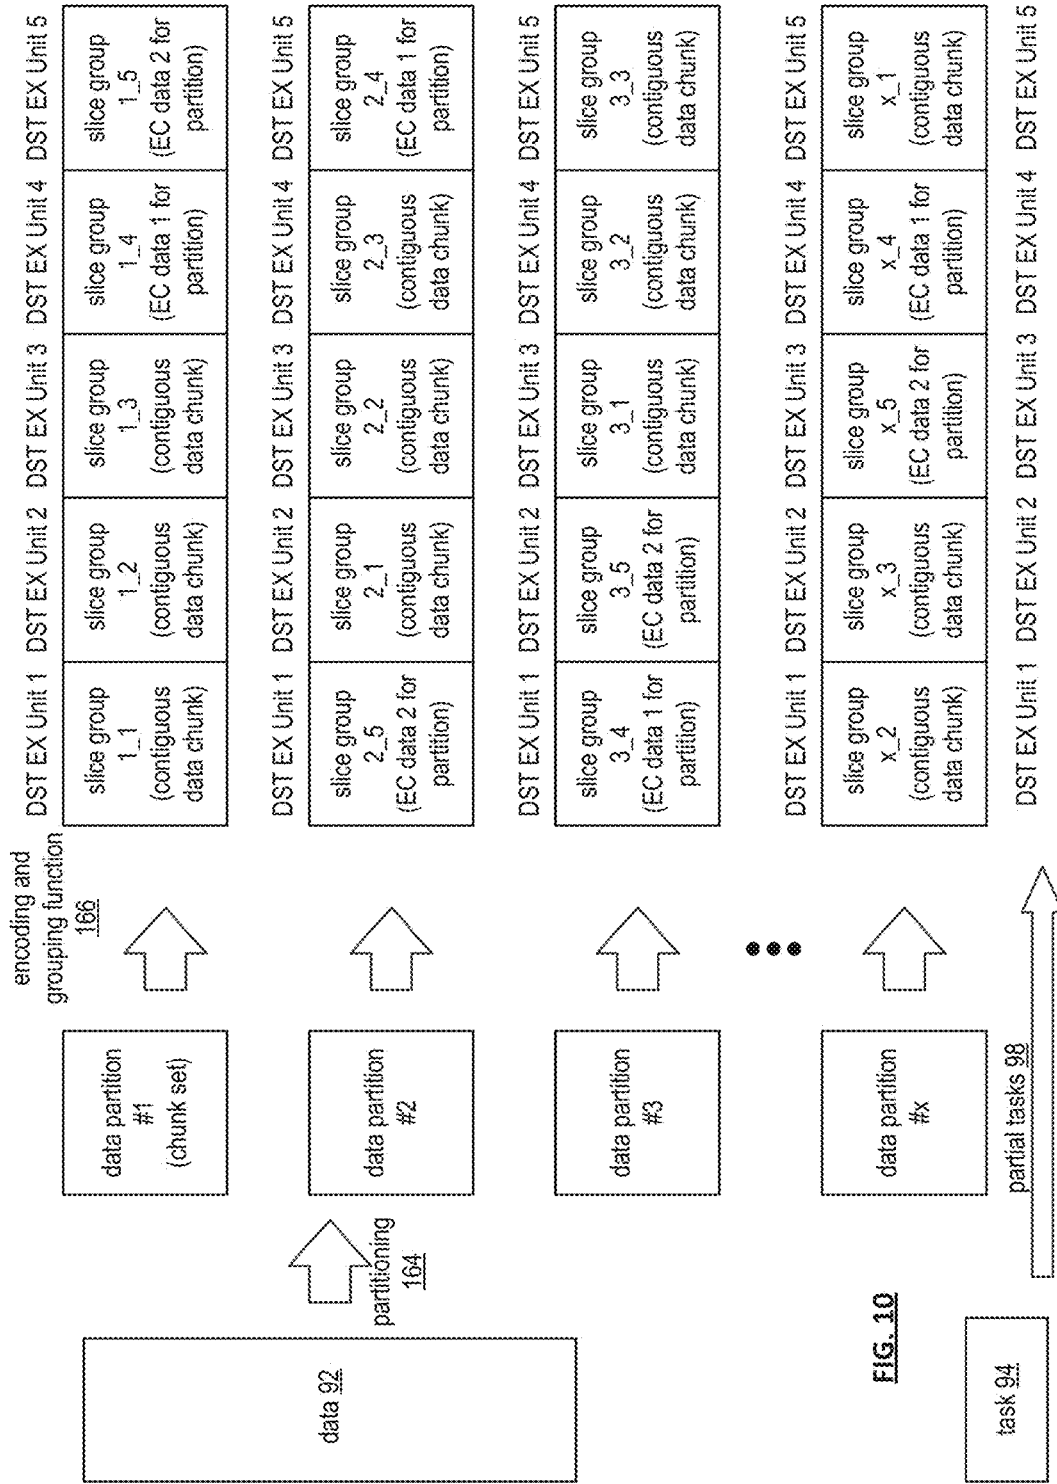 data 92
partitioning
164
data partition
#1
(chunk set)
data partition
#2
data partition
#3
data partition
#x
encoding and
grouping function
166
DST EX Unit 1
DST EX Unit 2
DST EX Unit 3
DST EX Unit 4
DST EX Unit 5
slice group
1_1
(contiguous
data chunk)
slice group
1_2
(contiguous
data chunk)
slice group
1_3
(contiguous
data chunk)
slice group
1_4
(EC data 1 for
partition)
slice group
1_5
(EC data 2 for
partition)
DST EX Unit 1
DST EX Unit 2
DST EX Unit 3
DST EX Unit 4
DST EX Unit 5
slice group
2_5
(EC data 2 for
partition)
slice group
2_1
(contiguous
data chunk)
slice group
2_2
(contiguous
data chunk)
slice group
2_3
(contiguous
data chunk)
slice group
2_4
(EC data 1 for
partition)
DST EX Unit 1
DST EX Unit 2
DST EX Unit 3
DST EX Unit 4
DST EX Unit 5
slice group
3_4
(EC data 1 for
partition)
slice group
3_5
(EC data 2 for
partition)
slice group
3_1
(contiguous
data chunk)
slice group
3_2
(contiguous
data chunk)
slice group
3_3
(contiguous
data chunk)
DST EX Unit 1
DST EX Unit 2
DST EX Unit 3
DST EX Unit 4
DST EX Unit 5
slice group
x_2
(contiguous
data chunk)
slice group
x_3
(contiguous
data chunk)
slice group
x_5
(EC data 2 for
partition)
slice group
x_4
(EC data 1 for
partition)
slice group
x_1
(contiguous
data chunk)
FIG. 10
task 94
partial tasks 98
DST EX Unit 1
DST EX Unit 2
DST EX Unit 3
DST EX Unit 4
DST EX Unit 5